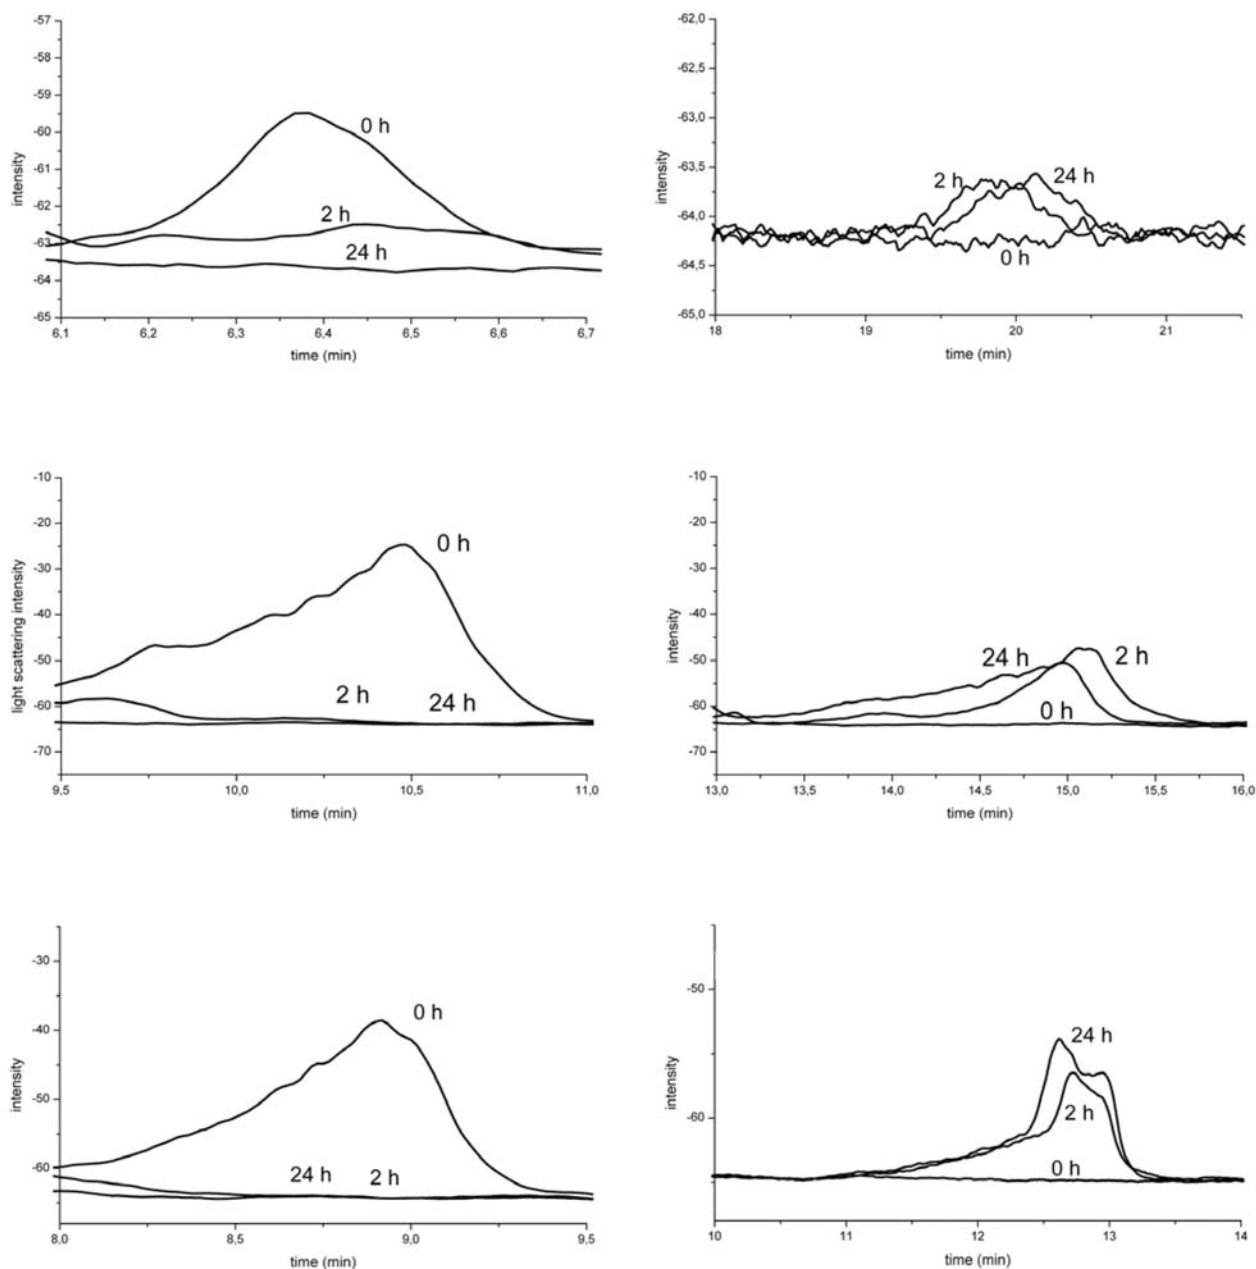 -57
-58
-59
-60
-61
-62
-63
-64
-65
intensity
0 h
2 h
24 h
6,1 6,2 6,3 6,4 6,5 6,6 6,7
time (min)
-62,0
-62,5
-63,0
-63,5
-64,0
-64,5
-65,0
intensity
2 h 24 h
0 h
18 19 20 21
time (min)
-10
-20
-30
-40
-50
-60
-70
light scattering intensity
0 h
2 h 24 h
9,5 10,0 10,5 11,0
time (min)
-10
-20
-30
-40
-50
-60
-70
intensity
24 h 2 h
0 h
13,0 13,5 14,0 14,5 15,0 15,5 16,0
time (min)
-30
-40
-50
-60
intensity
0 h
24 h 2 h
8,0 8,5 9,0 9,5
time (min)
-50
-60
intensity
24 h
2 h
0 h
10 11 12 13 14
time (min)